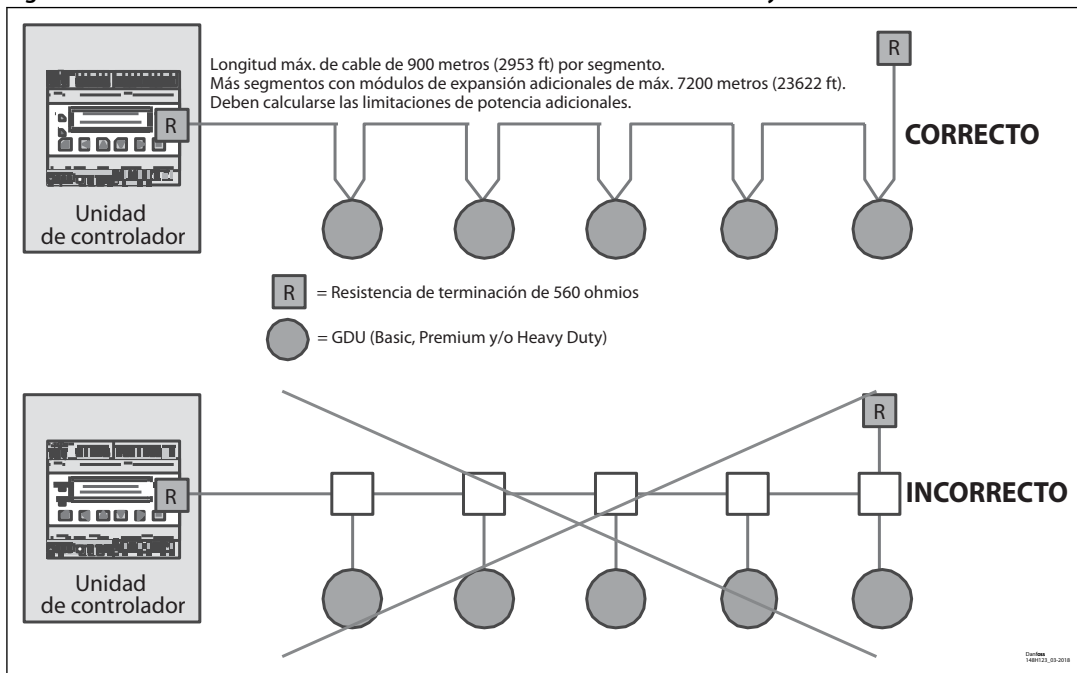 Longitud máx. de cable de 900 metros (2953 ft) por segmento.
Más segmentos con módulos de expansión adicionales de máx. 7200 metros (23622 ft).
Deben calcularse las limitaciones de potencia adicionales.
R
R
CORRECTO
Unidad
de controlador
R = Resistencia de terminación de 560 ohmios
= GDU (Basic, Premium y/o Heavy Duty)
R
R
INCORRECTO
Unidad
de controlador
Danfoss
148H123_03-2018